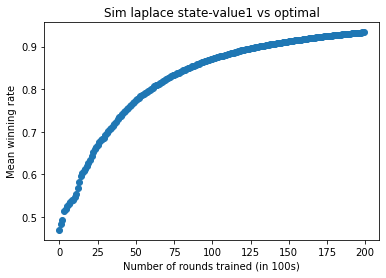 Sim laplace state-value1 vs optimal
Mean winning rate
0.9
0.8
0.7
0.6
0.5
0 25 50 75 100 125 150 175 200
Number of rounds trained (in 100s)